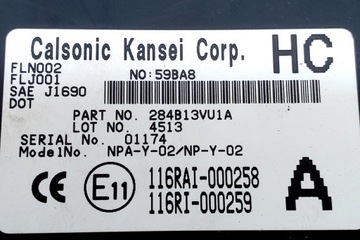 Calsonic Kansei Corp. HC
FLN002
FLJ001 NO:59BA8
SAE J1690
DOT
PART NO. 284B13VU1A
LOT NO. 4513
SERIAL No. 01174
ModelNo. NPA-Y-02/NP-Y-02
CE E11 116RAI-000258 A
116RI-000259